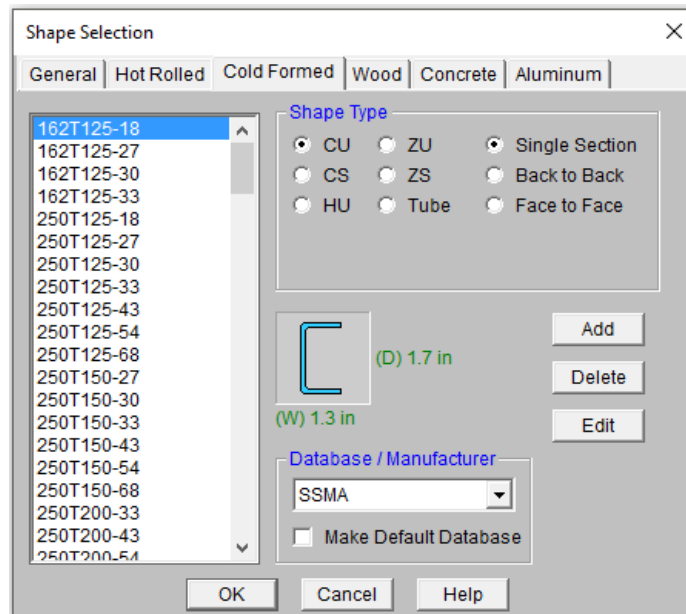 Shape Selection
General Hot Rolled Cold Formed Wood Concrete Aluminum
162T125-18
162T125-27
162T125-30
162T125-33
250T125-18
250T125-27
250T125-30
250T125-33
250T125-43
250T125-54
250T125-68
250T150-27
250T150-30
250T150-33
250T150-43
250T150-54
250T150-68
250T200-33
250T200-43
250T200-54
Shape Type
CU ZU Single Section
CS ZS Back to Back
HU Tube Face to Face
(D) 1.7 in
(W) 1.3 in
Add
Delete
Edit
Database / Manufacturer
SSMA
Make Default Database
OK Cancel Help